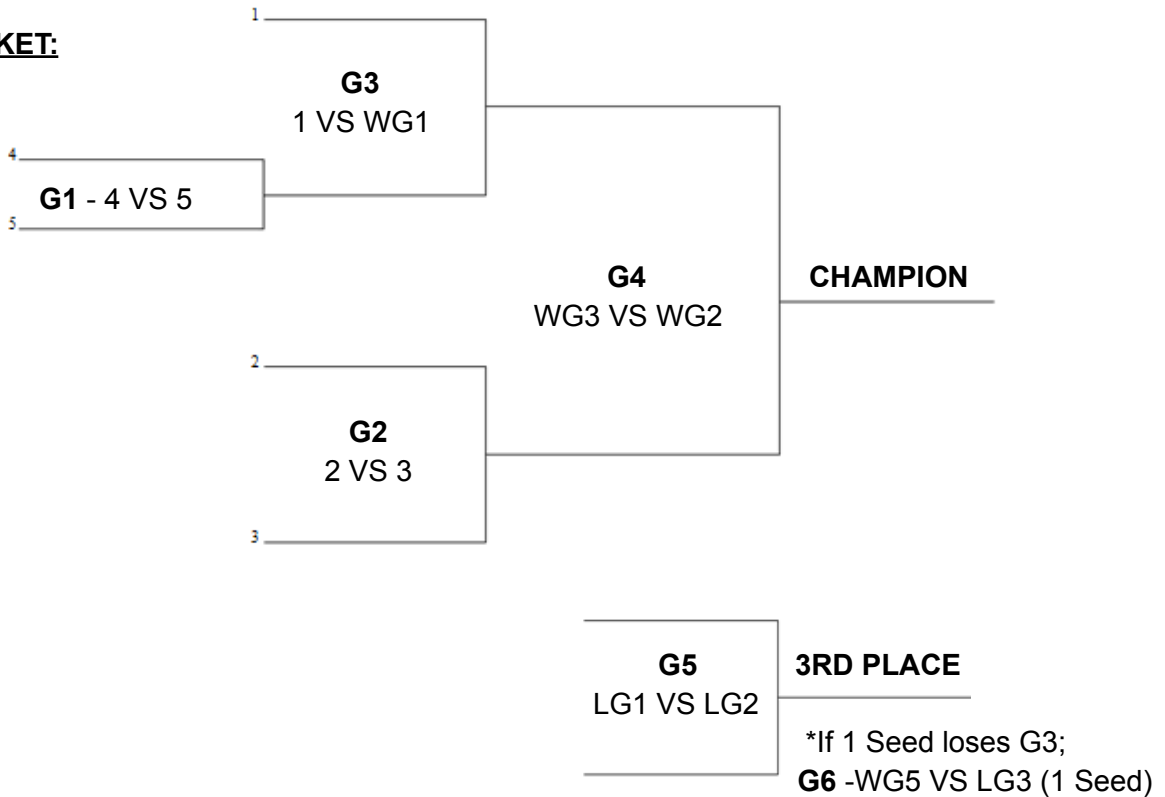 KET:
1
G3
1 VS WG1
4
G1 - 4 VS 5
5
G4
WG3 VS WG2
CHAMPION
2
G2
2 VS 3
3
G5
LG1 VS LG2
3RD PLACE
*If 1 Seed loses G3;
G6 -WG5 VS LG3 (1 Seed)